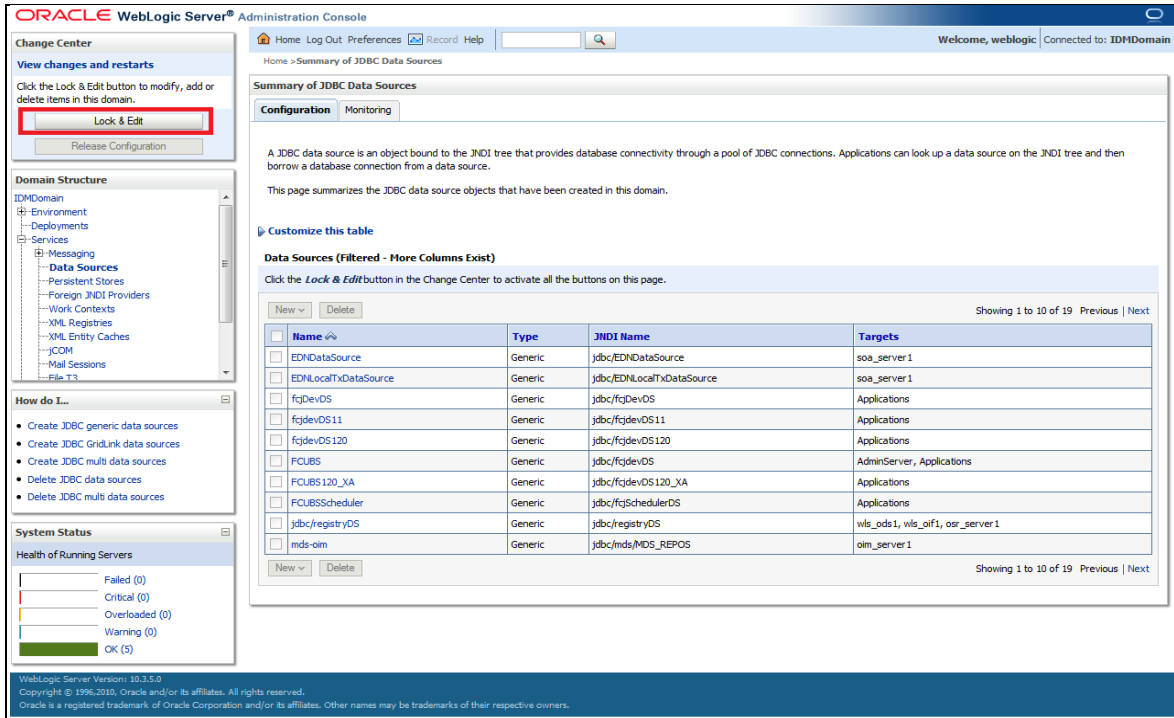 ORACLE WebLogic Server® Administration Console
Change Center
View changes and restarts
Click the Lock & Edit button to modify, add or
delete items in this domain.
Lock & Edit
Release Configuration
Domain Structure
IDMDomain
Environment
Deployments
Services
Messaging
Data Sources
Persistent Stores
Foreign JNDI Providers
Work Contexts
XML Registries
XML Entity Caches
jCOM
Mail Sessions
File T3
How do I...
Create JDBC generic data sources
Create JDBC GridLink data sources
Create JDBC multi data sources
Delete JDBC data sources
Delete JDBC multi data sources
System Status
Health of Running Servers
Failed (0)
Critical (0)
Overloaded (0)
Warning (0)
OK (5)
Home Log Out Preferences Record Help
Welcome, weblogic Connected to: IDMDomain
Home >Summary of JDBC Data Sources
Summary of JDBC Data Sources
Configuration Monitoring
A JDBC data source is an object bound to the JNDI tree that provides database connectivity through a pool of JDBC connections. Applications can look up a data source on the JNDI tree and then
borrow a database connection from a data source.
This page summarizes the JDBC data source objects that have been created in this domain.
Customize this table
Data Sources (Filtered - More Columns Exist)
Click the Lock & Edit button in the Change Center to activate all the buttons on this page.
New Delete Showing 1 to 10 of 19 Previous | Next
Name Type JNDI Name Targets
EDNDataSource Generic jdbc/EDNDataSource soa_server1
EDNLocalTxDataSource Generic jdbc/EDNLocalTxDataSource soa_server1
fcjDevDS Generic jdbc/fcjDevDS Applications
fcjdevDS11 Generic jdbc/fcjdevDS11 Applications
fcjdevDS120 Generic jdbc/fcjdevDS120 Applications
FCUBS Generic jdbc/fcjdevDS AdminServer, Applications
FCUBS120_XA Generic jdbc/fcjdevDS120_XA Applications
FCUBSScheduler Generic jdbc/fcjSchedulerDS Applications
jdbc/registryDS Generic jdbc/registryDS wls_ods1, wls_oif1, osr_server1
mds-oim Generic jdbc/mds/MDS_REPOS oim_server1
New Delete Showing 1 to 10 of 19 Previous | Next
WebLogic Server Version: 10.3.5.0
Copyright © 1996,2010, Oracle and/or its affiliates. All rights reserved.
Oracle is a registered trademark of Oracle Corporation and/or its affiliates. Other names may be trademarks of their respective owners.